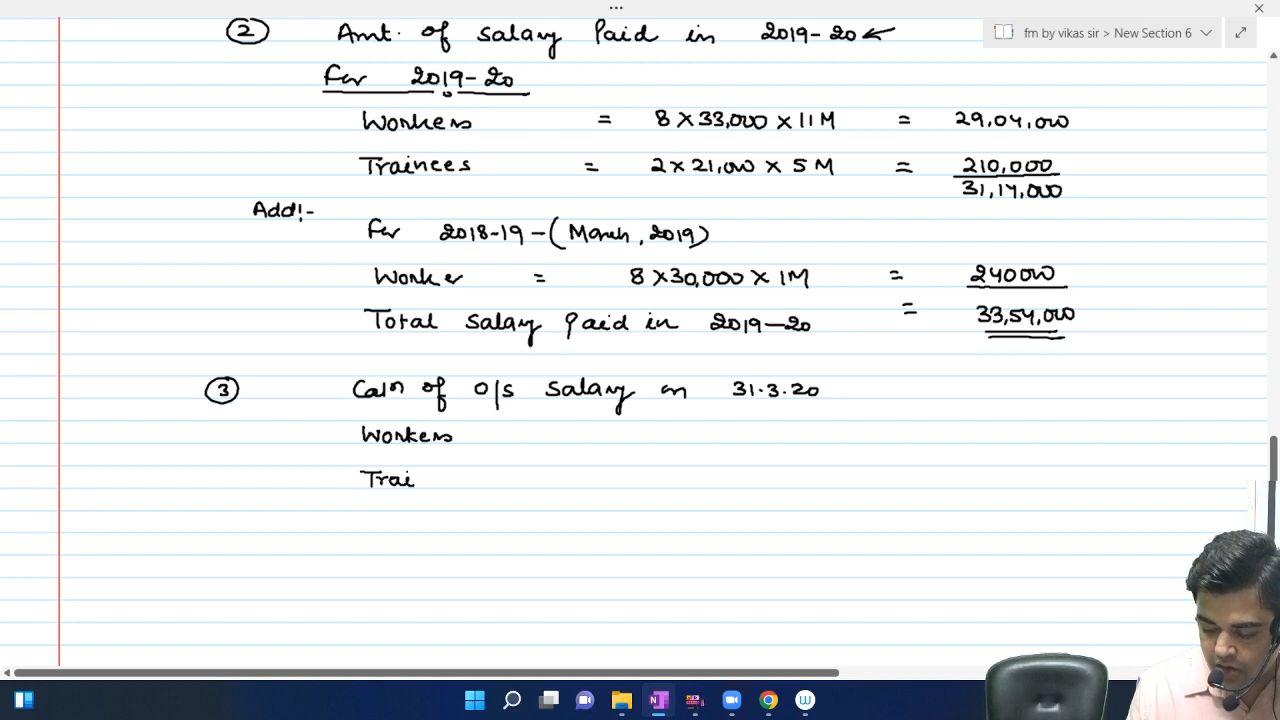 ...
fm by vikas sir > New Section 6
② Amt. of salary Paid in 2019-20 ←
For 2019-20
Workers = 8 × 33,000 × 11 M = 29,04,000
Trainees = 2 × 21,000 × 5 M = 210,000
31,14,000
Add:-
For 2018-19 - (March, 2019)
Worker = 8 × 30,000 × 1M = 240000
Total salary paid in 2019-20 = 33,54,000
③ Caln of O/S salary on 31.3.20
Workers
Trai